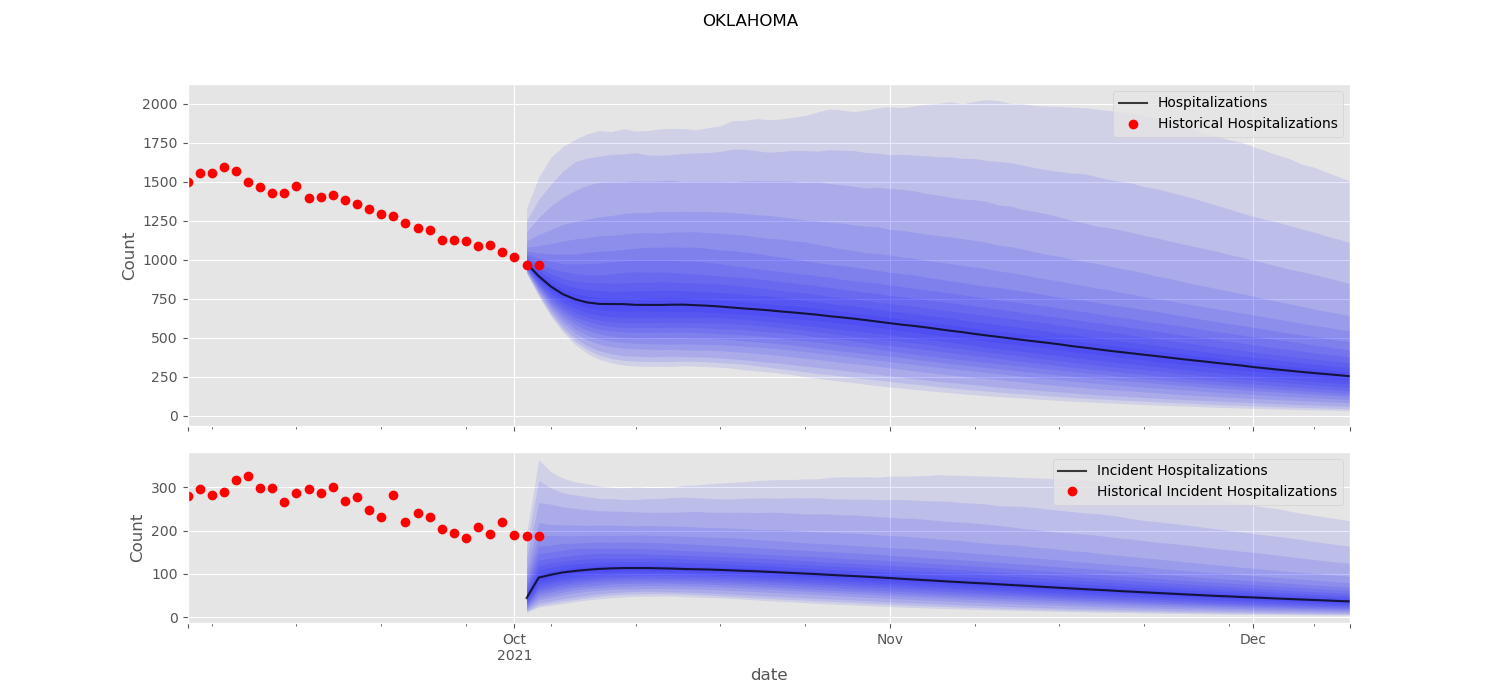 OKLAHOMA
2000
1750
1500
1250
1000
750
500
250
0
Count
Hospitalizations
Historical Hospitalizations
300
200
100
0
Count
Incident Hospitalizations
Historical Incident Hospitalizations
Oct
2021
Nov
Dec
date